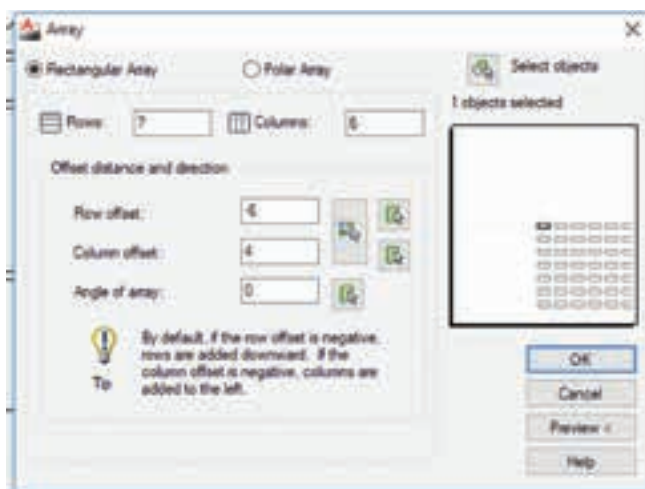 Array
Rectangular Array
Polar Array
Select objects
1 objects selected
Rows: 7
Columns:
Offset distance and direction
Row offset: -6
Column offset: 4
Angle of array: 0
By default, if the row offset is negative,
rows are added downward. If the
column offset is negative, columns are
added to the left.
Tip
OK
Cancel
Preview <
Help